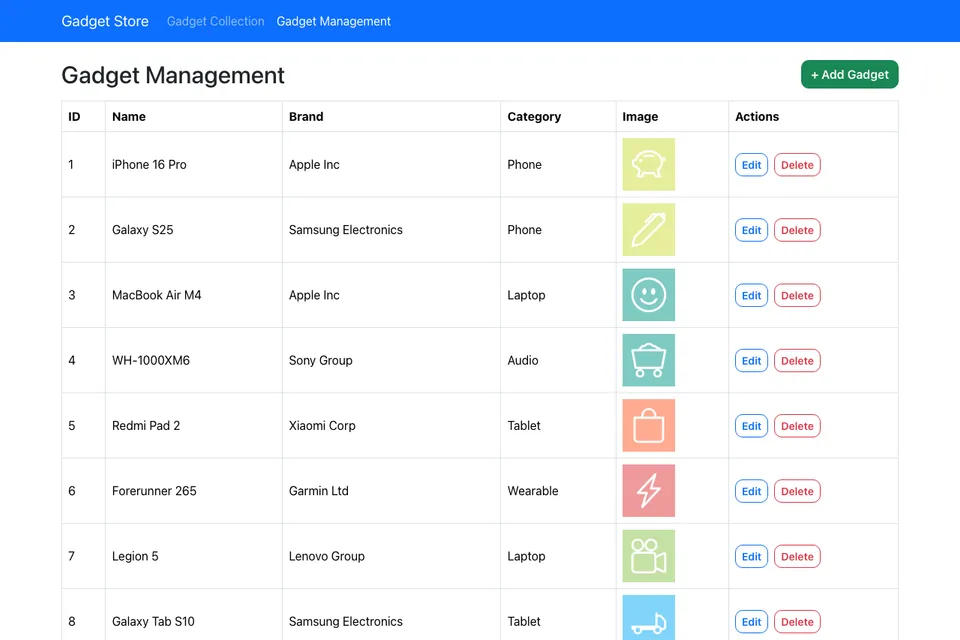 Gadget Store Gadget Collection Gadget Management
Gadget Management + Add Gadget
ID Name Brand Category Image Actions
1 iPhone 16 Pro Apple Inc Phone Edit Delete
2 Galaxy S25 Samsung Electronics Phone Edit Delete
3 MacBook Air M4 Apple Inc Laptop Edit Delete
4 WH-1000XM6 Sony Group Audio Edit Delete
5 Redmi Pad 2 Xiaomi Corp Tablet Edit Delete
6 Forerunner 265 Garmin Ltd Wearable Edit Delete
7 Legion 5 Lenovo Group Laptop Edit Delete
8 Galaxy Tab S10 Samsung Electronics Tablet Edit Delete